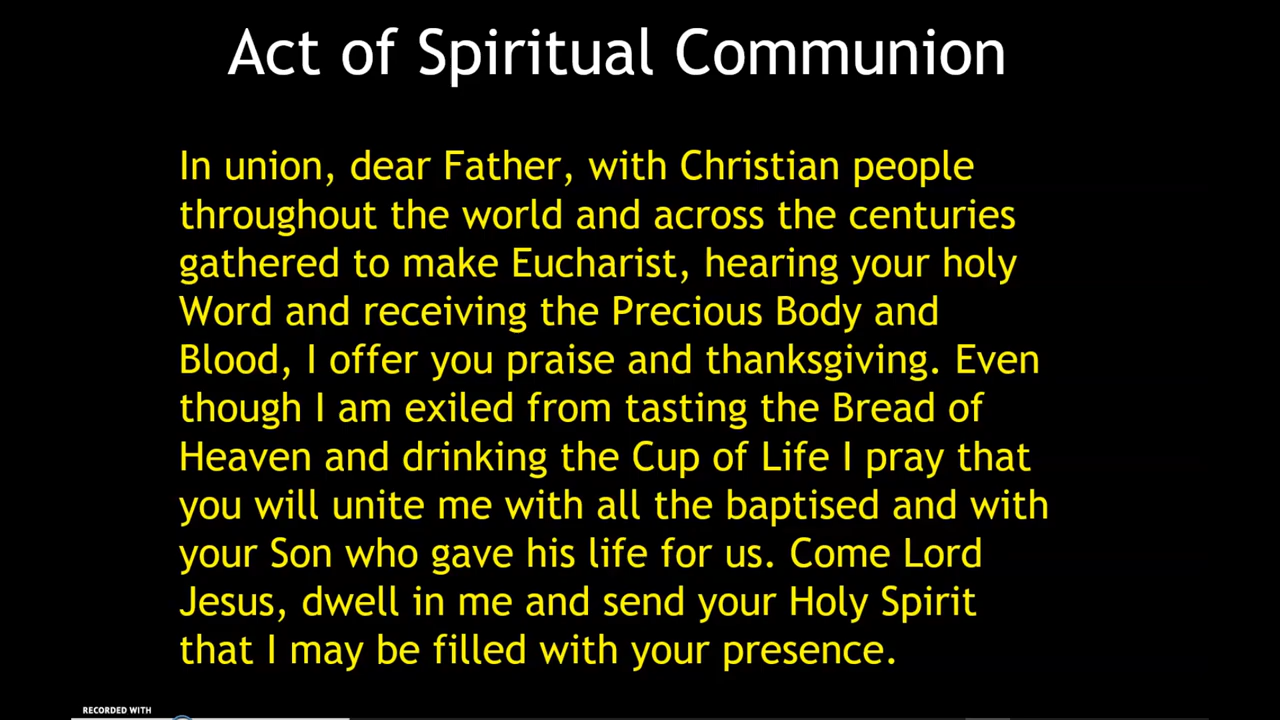 Act of Spiritual Communion
In union, dear Father, with Christian people
throughout the world and across the centuries
gathered to make Eucharist, hearing your holy
Word and receiving the Precious Body and
Blood, I offer you praise and thanksgiving. Even
though I am exiled from tasting the Bread of
Heaven and drinking the Cup of Life I pray that
you will unite me with all the baptised and with
your Son who gave his life for us. Come Lord
Jesus, dwell in me and send your Holy Spirit
that I may be filled with your presence.
RECORDED WITH